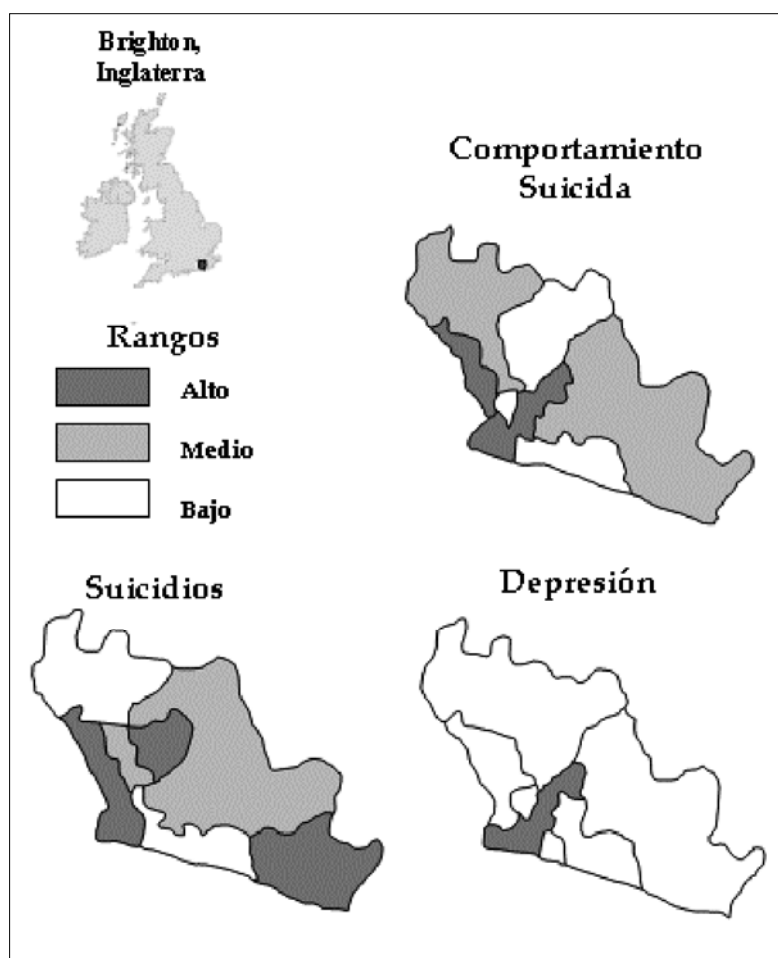 Brighton,
Inglaterra
Comportamiento
Suicida
Rangos
Alto
Medio
Bajo
Suicidios
Depresión